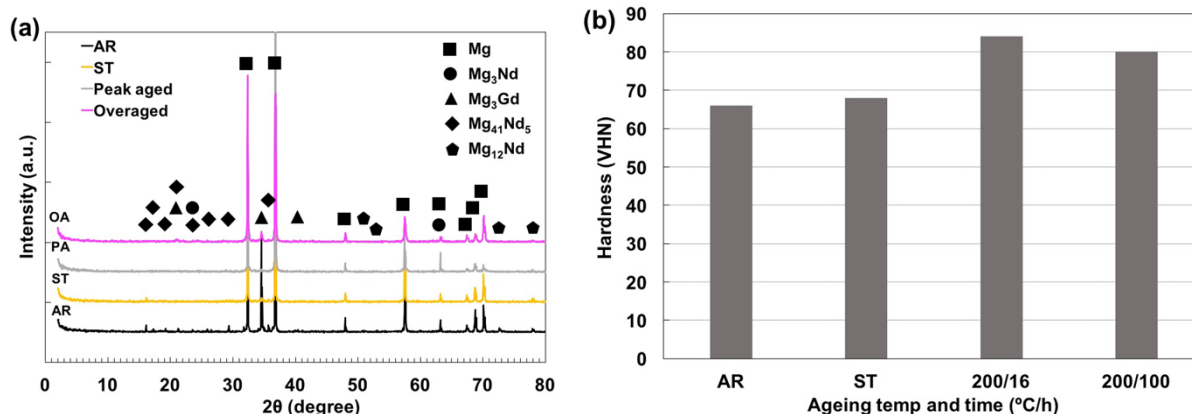 (a)
AR
ST
Peak aged
Overaged
Mg
Mg₃Nd
Mg₃Gd
Mg₄₁Nd₅
Mg₁₂Nd
OA
PA
ST
AR
Intensity (a.u.)
0 10 20 30 40 50 60 70 80
2θ (degree)
(b)
90
80
70
60
50
40
30
20
10
0
Hardness (VHN)
AR ST 200/16 200/100
Ageing temp and time (ºC/h)